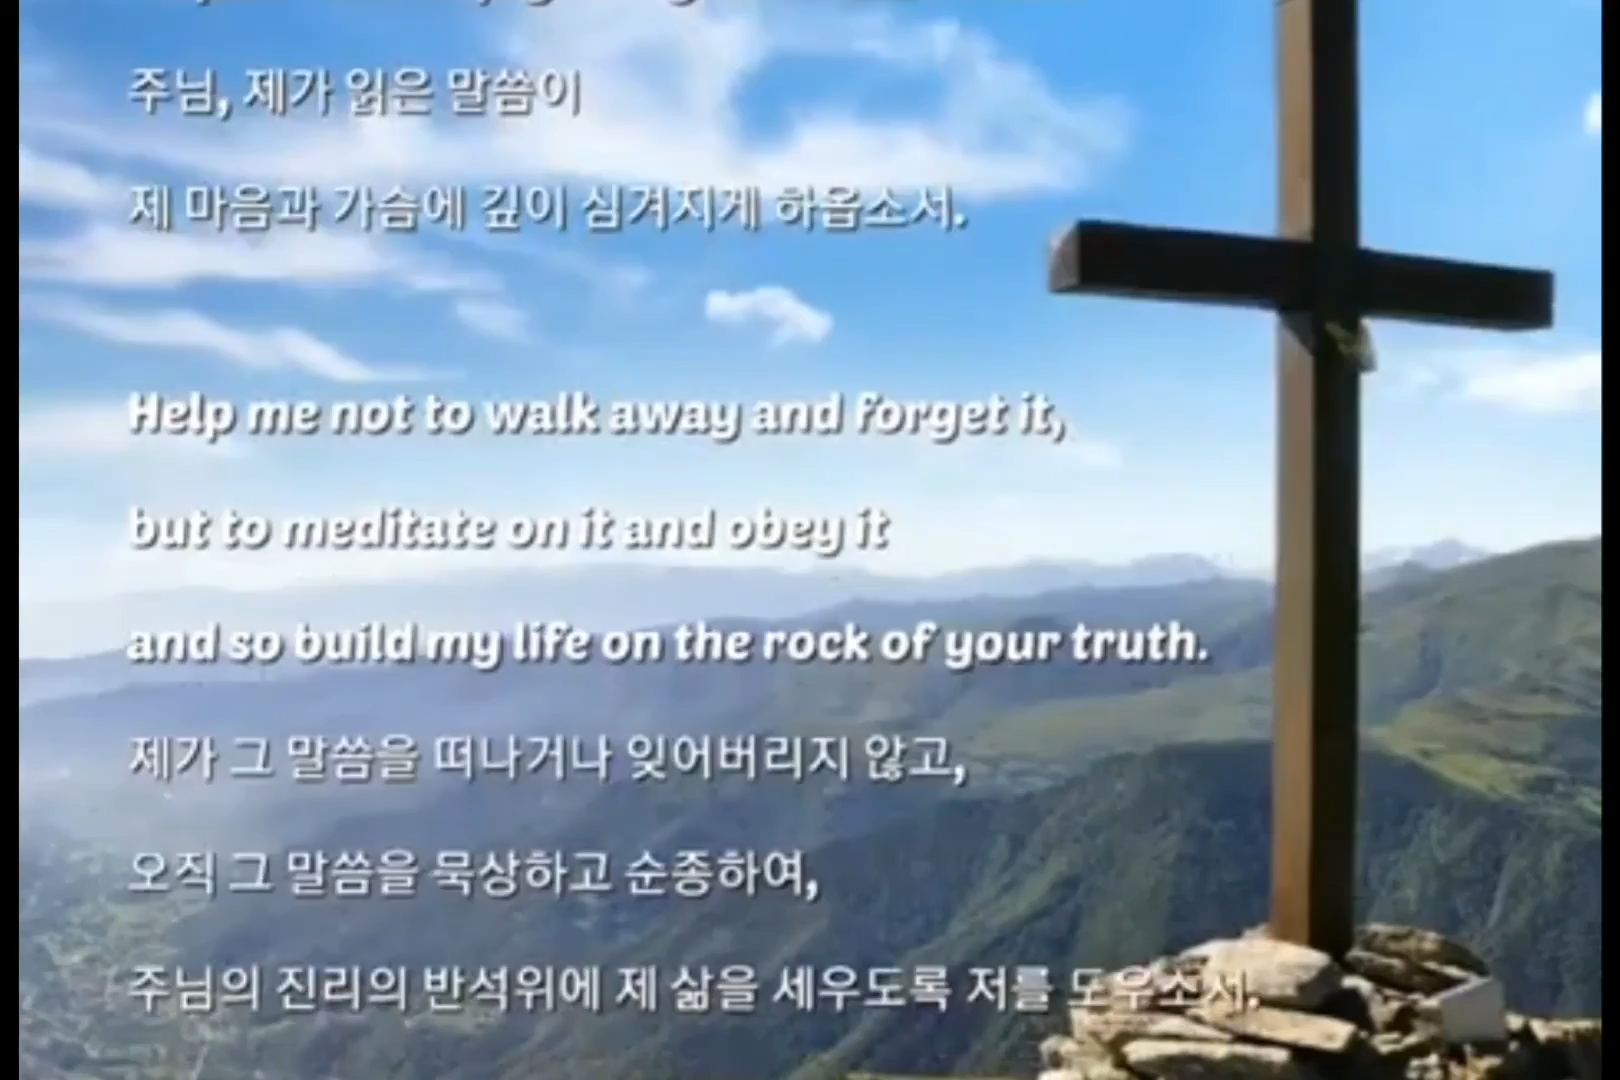 주님, 제가 읽은 말씀이
제 마음과 가슴에 깊이 심겨지게 하옵소서.
Help me not to walk away and forget it,
but to meditate on it and obey it
and so build my life on the rock of your truth.
제가 그 말씀을 떠나거나 잊어버리지 않고,
오직 그 말씀을 묵상하고 순종하여,
주님의 진리의 반석위에 제 삶을 세우도록 저를 도우소서.